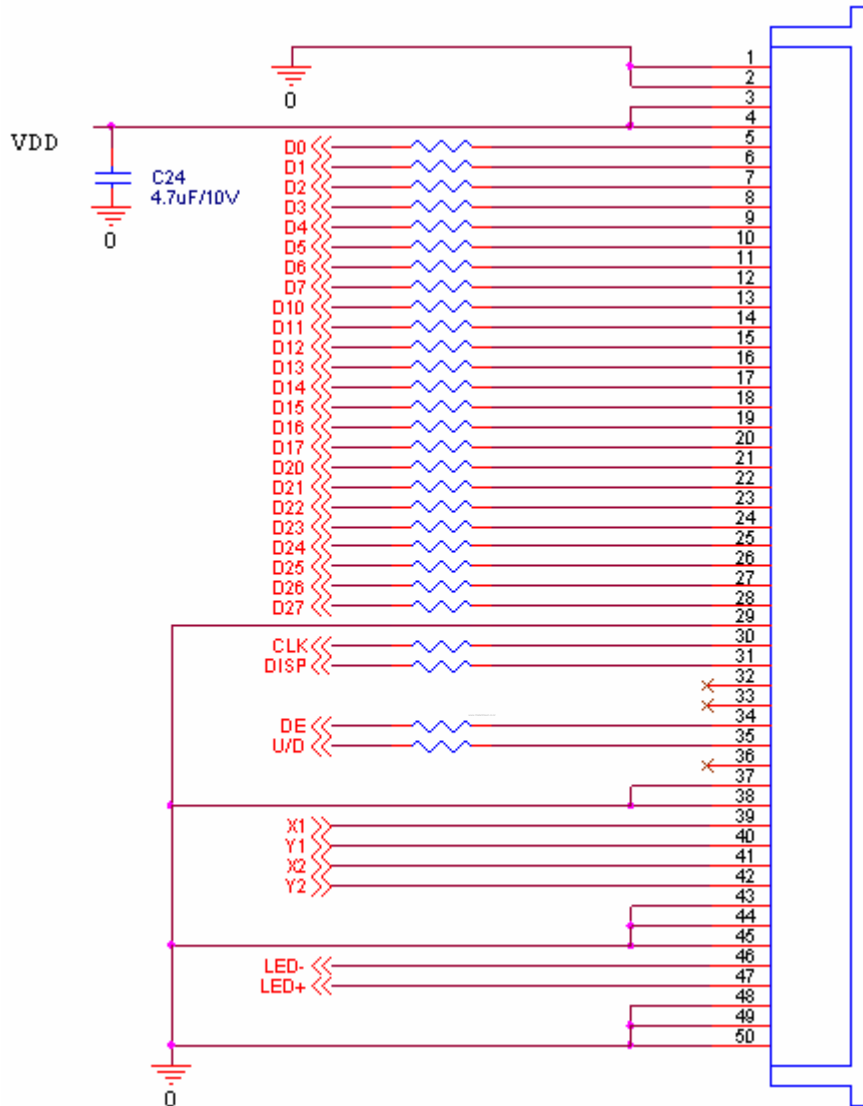 1
2
0
3
VDD
4
D0 5
D1 6
C24
D2 7
4.7uF/10V
D3 8
D4 9
0
D5 10
D6 11
D7 12
D10 13
D11 14
D12 15
D13 16
D14 17
D15 18
D16 19
D17 20
D20 21
D21 22
D22 23
D23 24
D24 25
D25 26
D26 27
D27 28
29
CLK 30
DISP 31
32
33
DE 34
U/D 35
36
37
38
X1 39
Y1 40
X2 41
Y2 42
43
44
45
LED- 46
LED+ 47
48
49
50
0